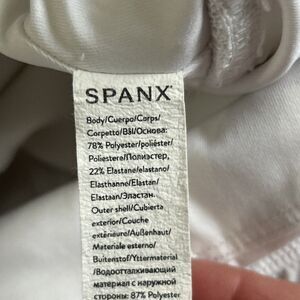 SPANX
Body/Cuerpo/Corps/
Corpetto/Bål/Основа:
78% Polyester/poliéster/
Poliestere/Полиэстер,
22% Elastane/elastano/
Elasthanne/Elastan/
Elastaan/Эластан.
Outer shell/Cubierta
exterior/Couche
extérieure/Außenhaut/
Materiale esterno/
Buitenstof/Yttermaterial
/Водоотталкивающий
материал с наружной
стороны: 87% Polyester